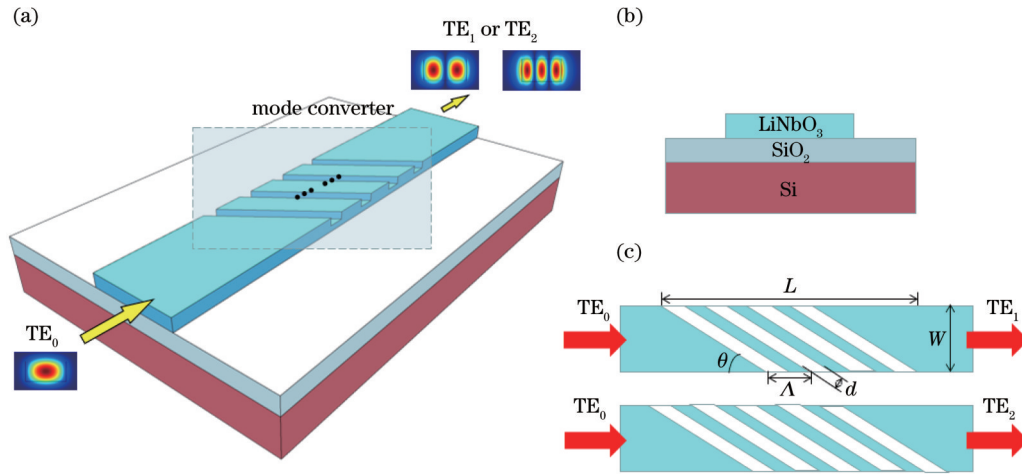 (a)
TE₁ or TE₂
mode converter
TE₀
(b)
LiNbO₃
SiO₂
Si
(c)
L
TE₀
TE₁
W
θ
Λ
d
TE₀
TE₂